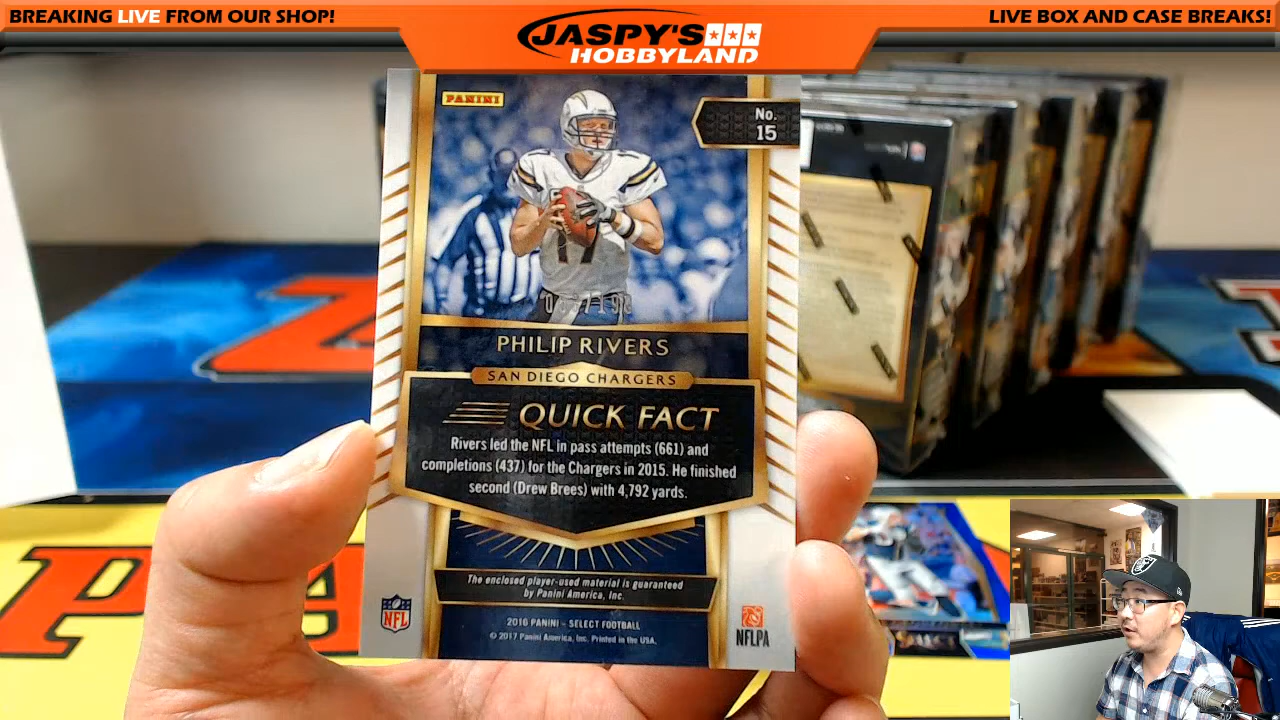 BREAKING LIVE FROM OUR SHOP!
JASPY'S
HOBBYLAND
LIVE BOX AND CASE BREAKS!
PANINI
No.
15
17
PHILIP RIVERS
SAN DIEGO CHARGERS
QUICK FACT
Rivers led the NFL in pass attempts (661) and
completions (437) for the Chargers in 2015. He finished
second (Drew Brees) with 4,792 yards.
The enclosed player-used material is guaranteed
by Panini America, Inc.
2016 PANINI - SELECT FOOTBALL
© 2017 Panini America, Inc. Printed in the USA.
NFL
NFLPA